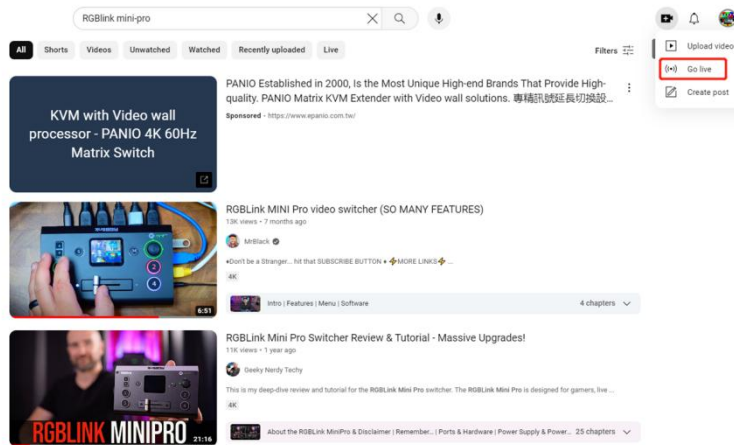 RGBlink mini-pro
All Shorts Videos Unwatched Watched Recently uploaded Live Filters
Upload video
Go live
Create post
KVM with Video wall
processor - PANIO 4K 60Hz
Matrix Switch
PANIO Established in 2000, Is the Most Unique High-end Brands That Provide High-
quality. PANIO Matrix KVM Extender with Video wall solutions. 專精訊號延長切換設...
Sponsored · https://www.epanio.com.tw/
6:51
RGBLink MINI Pro video switcher (SO MANY FEATURES)
13K views • 7 months ago
MrBlack
•Don't be a Stranger... hit that SUBSCRIBE BUTTON • MORE LINKS ...
4K
Intro | Features | Menu | Software 4 chapters
RGBLINK MINIPRO
21:16
RGBLink Mini Pro Switcher Review & Tutorial - Massive Upgrades!
11K views • 1 year ago
Geeky Nerdy Techy
This is my deep-dive review and tutorial for the RGBLink Mini Pro switcher. The RGBLink Mini Pro is designed for gamers, live ...
4K
About the RGBLink MiniPro & Disclaimer | Remember... | Ports & Hardware | Power Supply & Power... 25 chapters